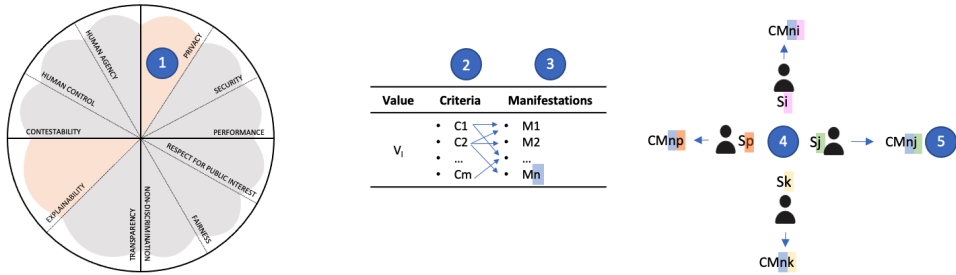 HUMAN AGENCY
PRIVACY
1
HUMAN CONTROL
SECURITY
CONTESTABILITY
PERFORMANCE
EXPLAINABILITY
RESPECT FOR PUBLIC INTEREST
TRANSPARENCY
NON-DISCRIMINATION
FAIRNESS
2
3
Value Criteria Manifestations
• C1 • M1
V_I • C2 • M2
• ... • ...
• Cm • Mn
CMni
Si
CMnp Sp 4 Sj CMnj 5
Sk
CMnk